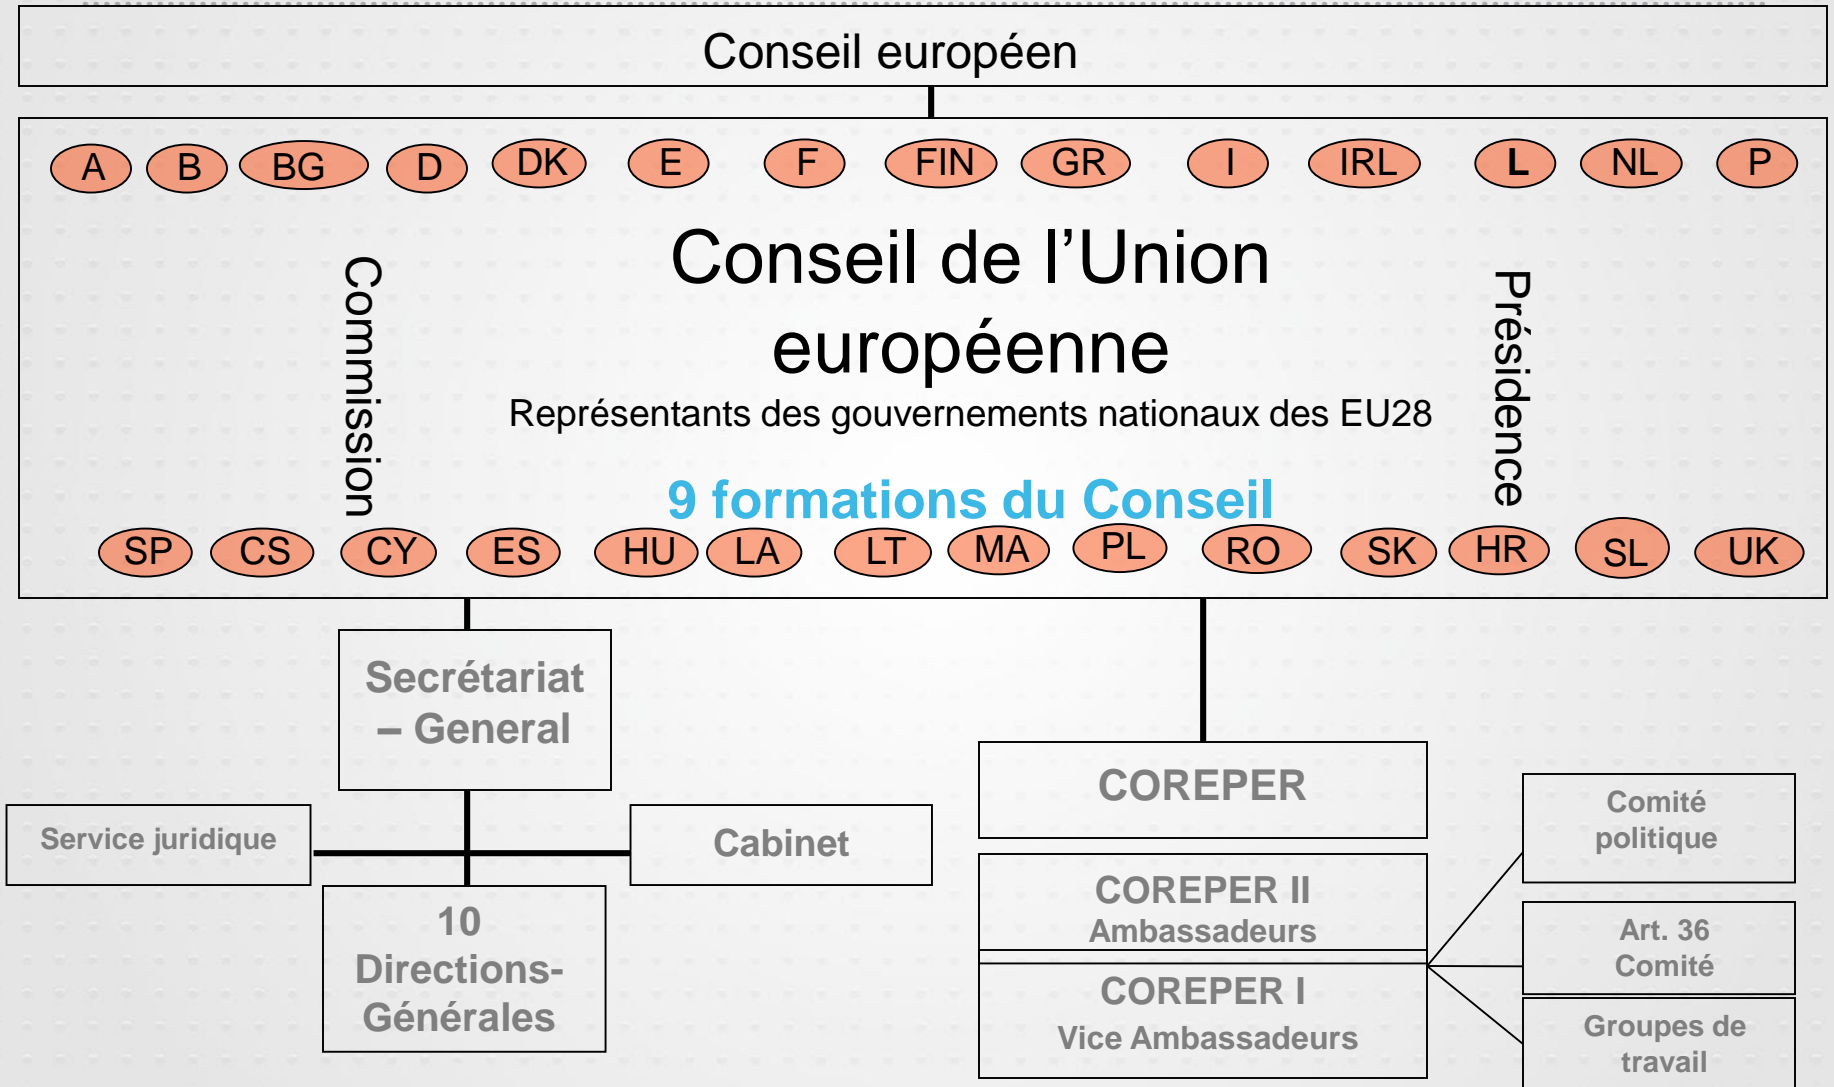 Conseil européen
A B BG D DK E F FIN GR I IRL L NL P
Commission
Conseil de l’Union
européenne
Représentants des gouvernements nationaux des EU28
9 formations du Conseil
Présidence
SP CS CY ES HU LA LT MA PL RO SK HR SL UK
Secrétariat
– General
Service juridique
Cabinet
10
Directions-
Générales
COREPER
COREPER II
Ambassadeurs
COREPER I
Vice Ambassadeurs
Comité
politique
Art. 36
Comité
Groupes de
travail